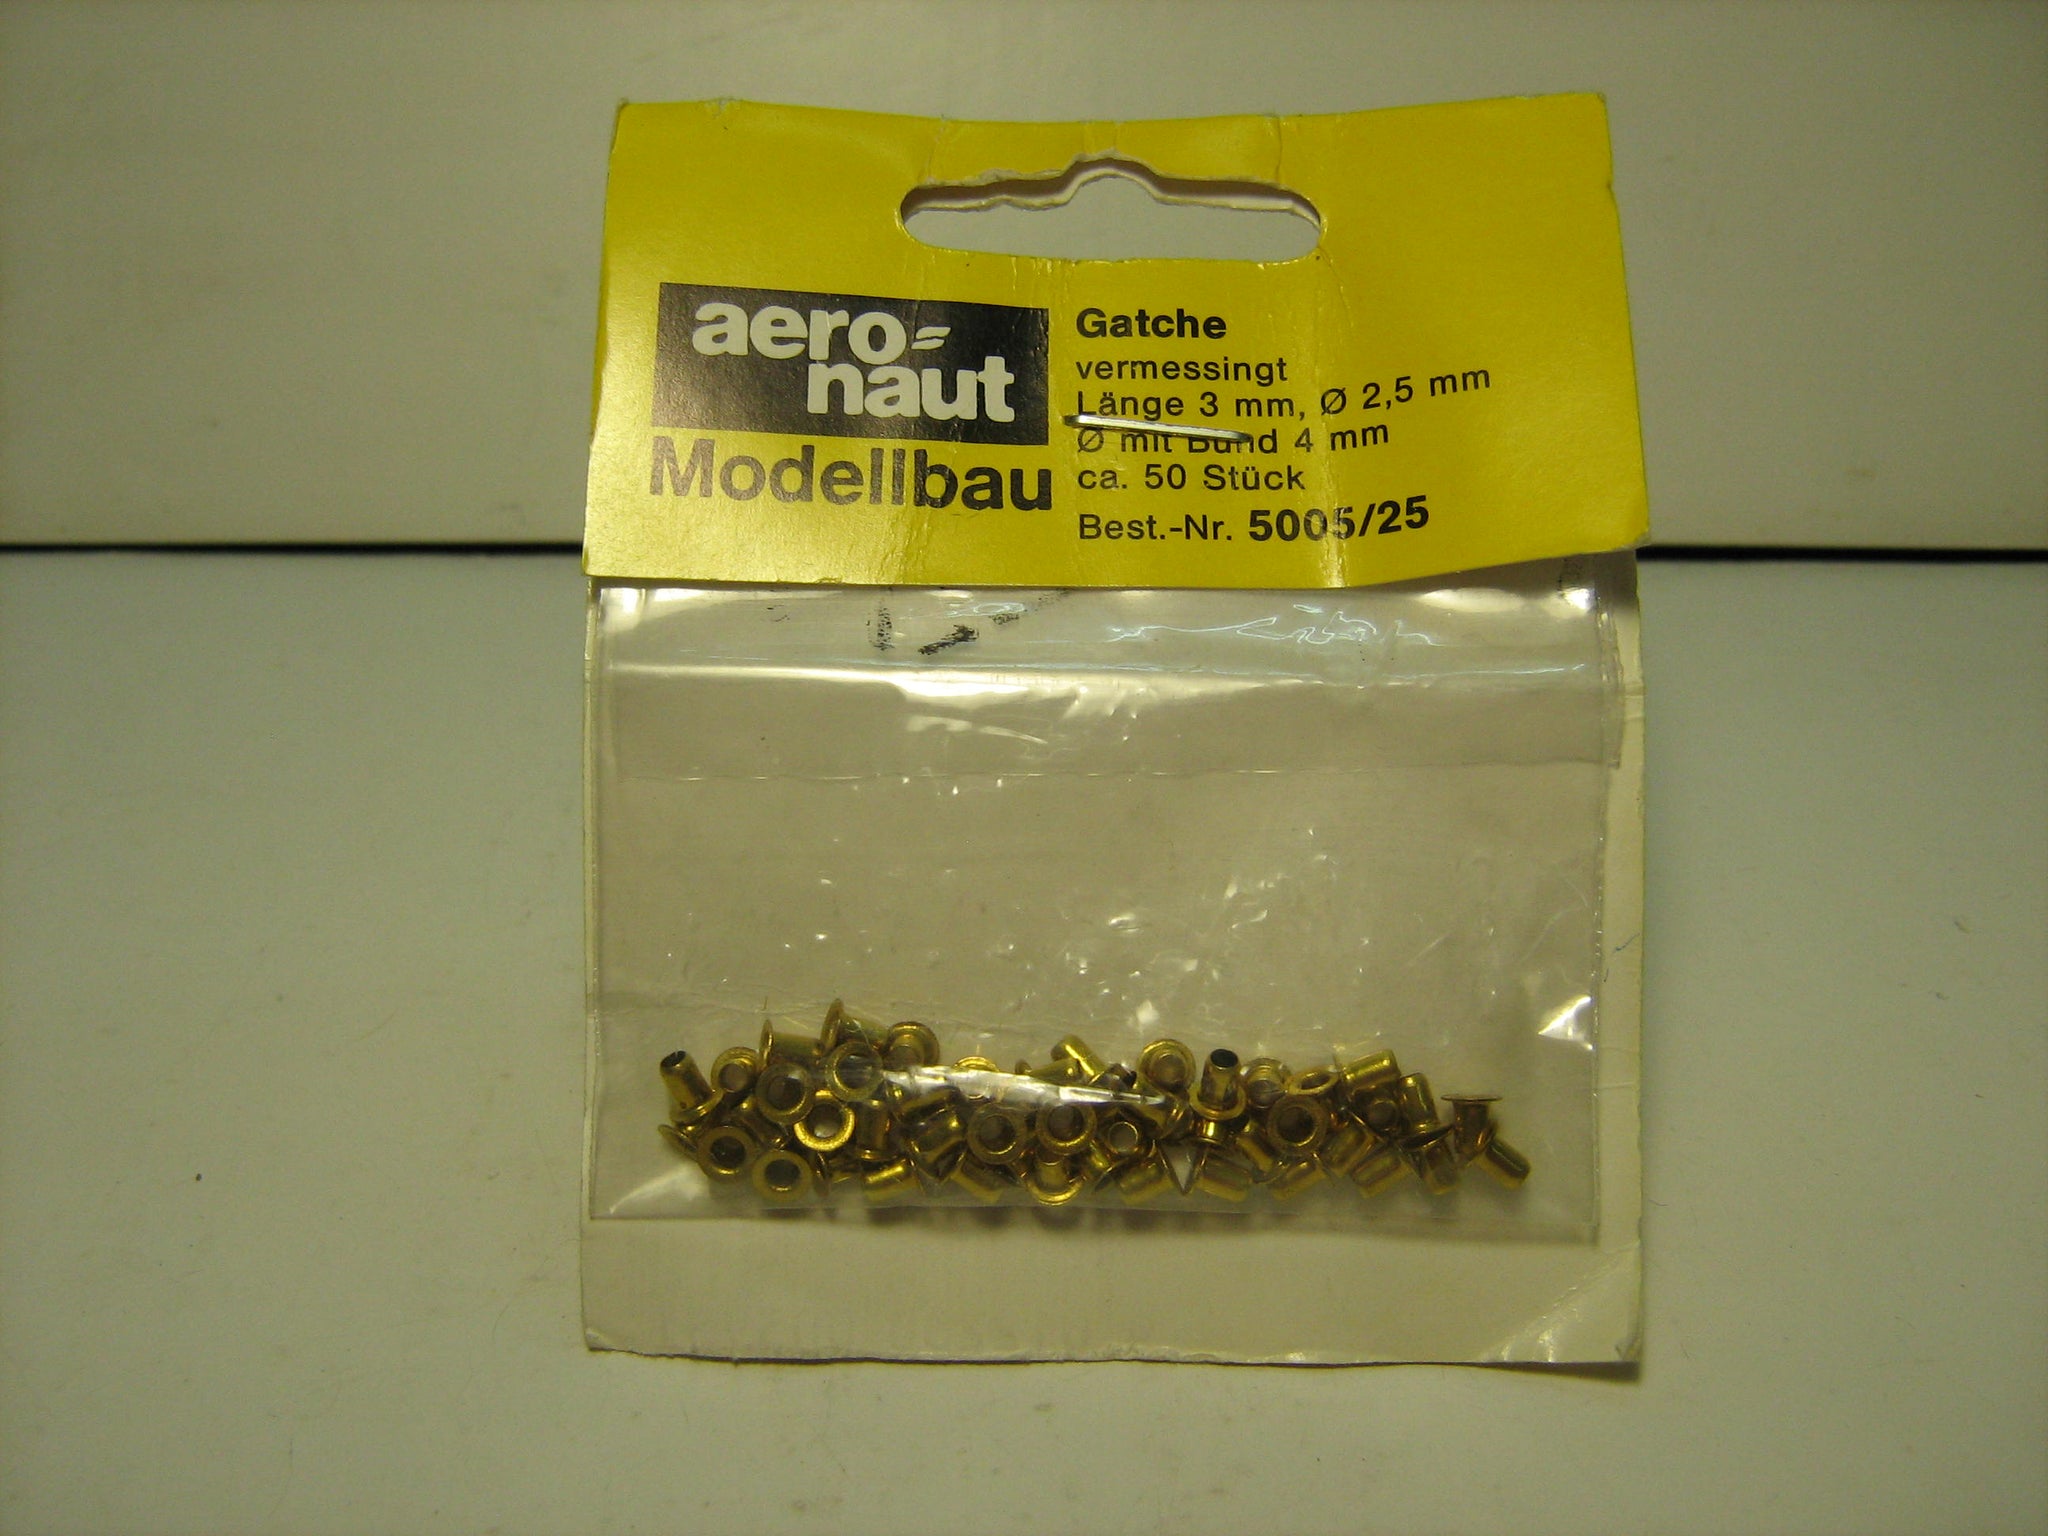 aero-
naut
Modellbau
Gatche
vermessingt
Länge 3 mm, Ø 2,5 mm
Ø mit Bund 4 mm
ca. 50 Stück
Best.-Nr. 5005/25